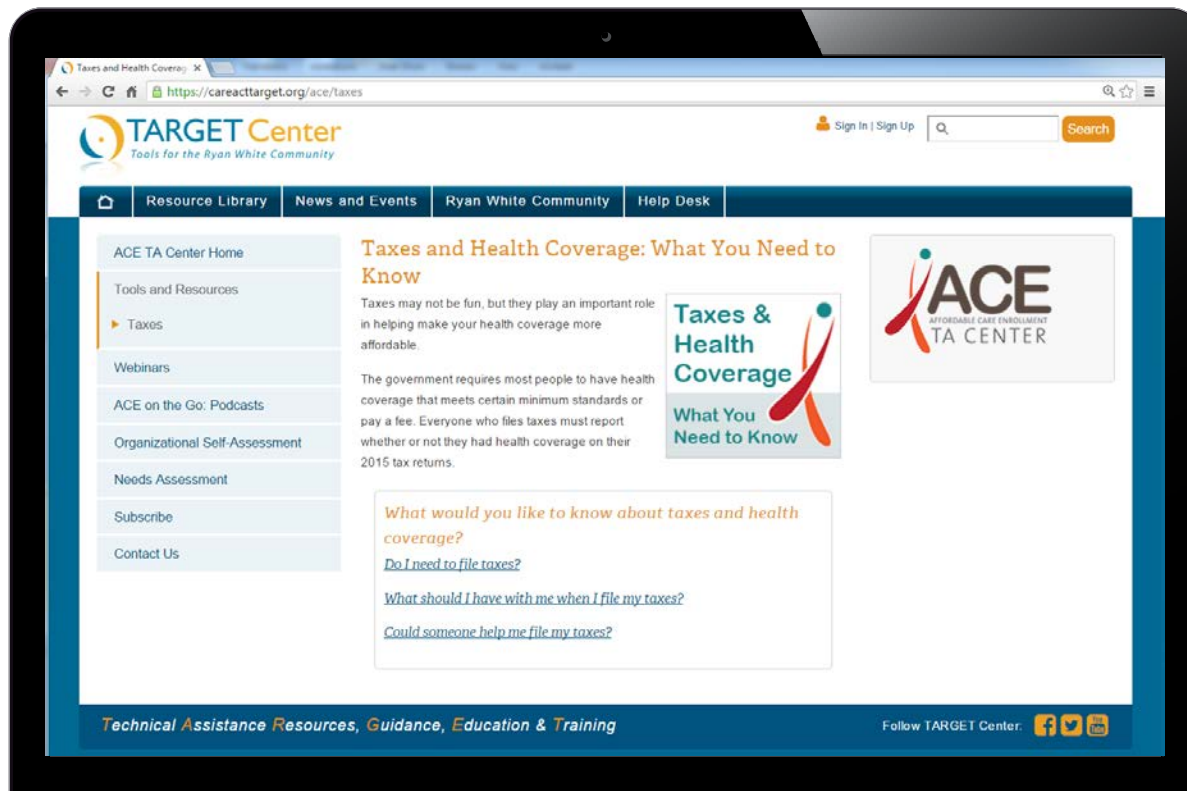 Taxes and Health Coverag
https://careacttarget.org/ace/taxes
TARGET Center
Tools for the Ryan White Community
Sign In | Sign Up
Search
Resource Library
News and Events
Ryan White Community
Help Desk
ACE TA Center Home
Tools and Resources
Taxes
Webinars
ACE on the Go: Podcasts
Organizational Self-Assessment
Needs Assessment
Subscribe
Contact Us
Taxes and Health Coverage: What You Need to
Know
Taxes may not be fun, but they play an important role
in helping make your health coverage more
affordable.
The government requires most people to have health
coverage that meets certain minimum standards or
pay a fee. Everyone who files taxes must report
whether or not they had health coverage on their
2015 tax returns.
Taxes &
Health
Coverage
What You
Need to Know
What would you like to know about taxes and health
coverage?
Do I need to file taxes?
What should I have with me when I file my taxes?
Could someone help me file my taxes?
ACE
AFFORDABLE CARE ENROLLMENT
TA CENTER
Technical Assistance Resources, Guidance, Education & Training
Follow TARGET Center:
You
Tube